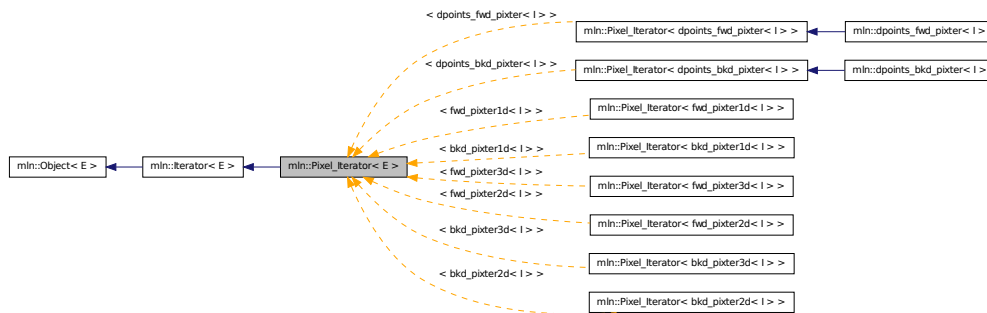 < dpoints_fwd_pixter< I > >
mln::Pixel_Iterator< dpoints_fwd_pixter< I > >
mln::dpoints_fwd_pixter< I
< dpoints_bkd_pixter< I > >
mln::Pixel_Iterator< dpoints_bkd_pixter< I > >
mln::dpoints_bkd_pixter< I
< fwd_pixter1d< I > >
mln::Pixel_Iterator< fwd_pixter1d< I > >
< bkd_pixter1d< I > >
mln::Pixel_Iterator< bkd_pixter1d< I > >
mln::Object< E >
mln::Iterator< E >
mln::Pixel_Iterator< E >
< fwd_pixter3d< I > >
mln::Pixel_Iterator< fwd_pixter3d< I > >
< fwd_pixter2d< I > >
mln::Pixel_Iterator< fwd_pixter2d< I > >
< bkd_pixter3d< I > >
mln::Pixel_Iterator< bkd_pixter3d< I > >
< bkd_pixter2d< I > >
mln::Pixel_Iterator< bkd_pixter2d< I > >